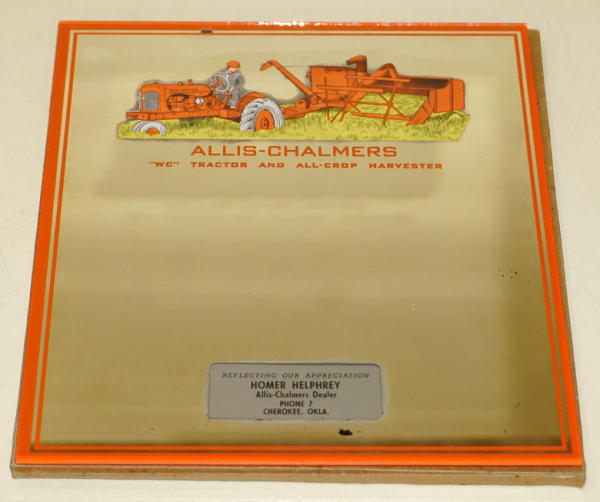 ALLIS-CHALMERS
"WC" TRACTOR AND ALL-CROP HARVESTER
REFLECTING OUR APPRECIATION
HOMER HELPHREY
Allis-Chalmers Dealer
PHONE 7
CHEROKEE, OKLA.